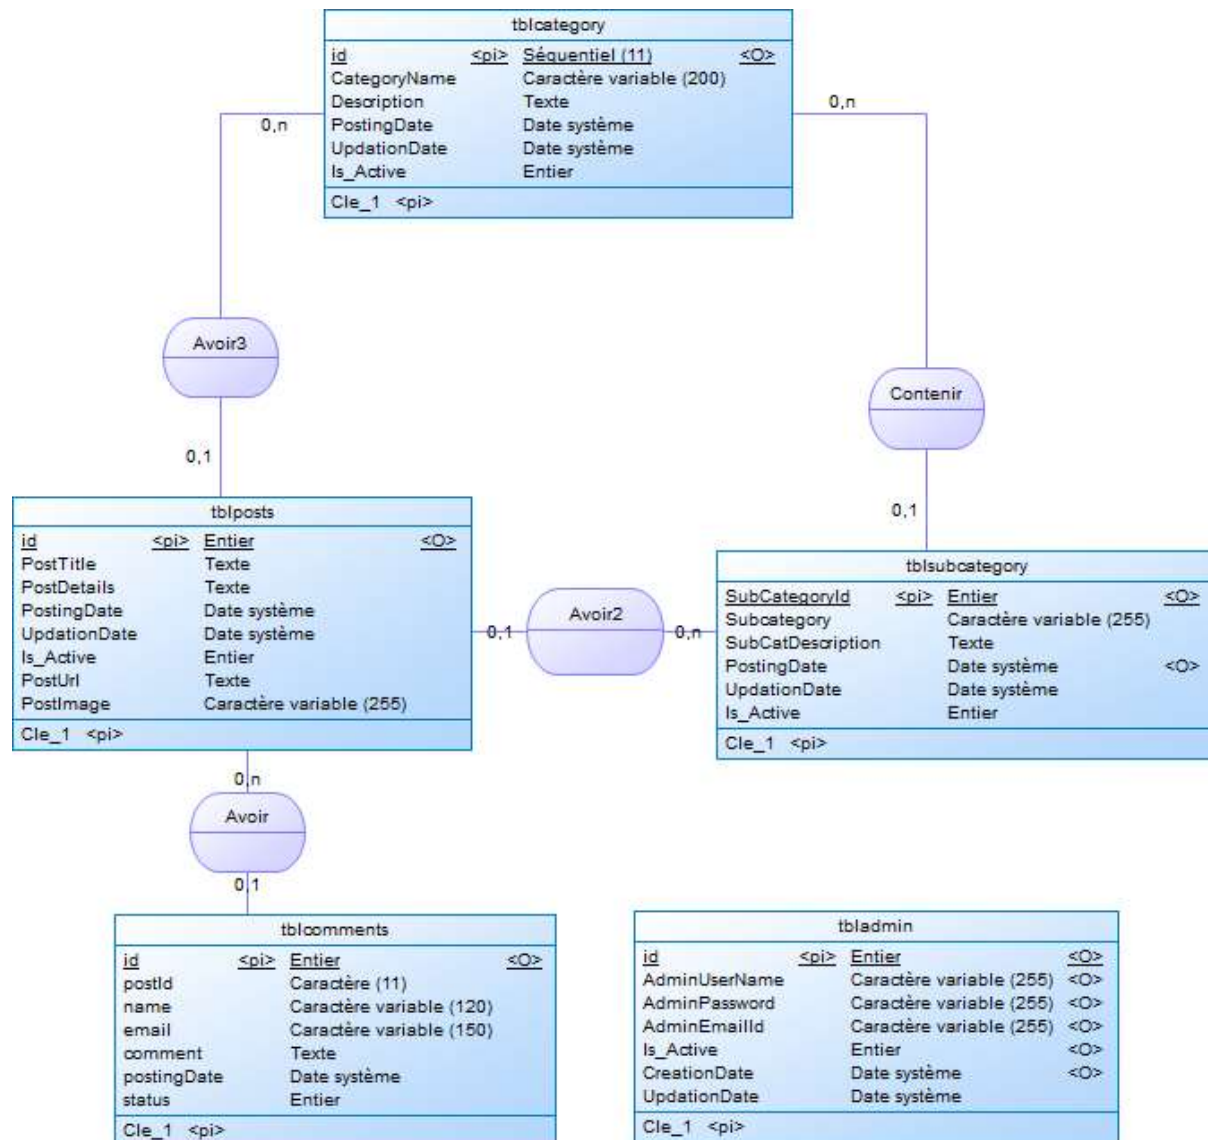 tblcategory
id <pi> Séquentiel (11) <O>
CategoryName Caractère variable (200)
Description Texte
PostingDate Date système
UpdationDate Date système
Is_Active Entier
Cle_1 <pi>
0,n
0,n
Avoir3
Contenir
0,1
0,1
tblposts
id <pi> Entier <O>
PostTitle Texte
PostDetails Texte
PostingDate Date système
UpdationDate Date système
Is_Active Entier
PostUrl Texte
PostImage Caractère variable (255)
Cle_1 <pi>
0,1
Avoir2
0,n
tblsubcategory
SubCategoryId <pi> Entier <O>
Subcategory Caractère variable (255)
SubCatDescription Texte
PostingDate Date système <O>
UpdationDate Date système
Is_Active Entier
Cle_1 <pi>
0,n
Avoir
0,1
tblcomments
id <pi> Entier <O>
postId Caractère (11)
name Caractère variable (120)
email Caractère variable (150)
comment Texte
postingDate Date système
status Entier
Cle_1 <pi>
tbladmin
id <pi> Entier <O>
AdminUserName Caractère variable (255) <O>
AdminPassword Caractère variable (255) <O>
AdminEmailId Caractère variable (255) <O>
Is_Active Entier <O>
CreationDate Date système <O>
UpdationDate Date système
Cle_1 <pi>